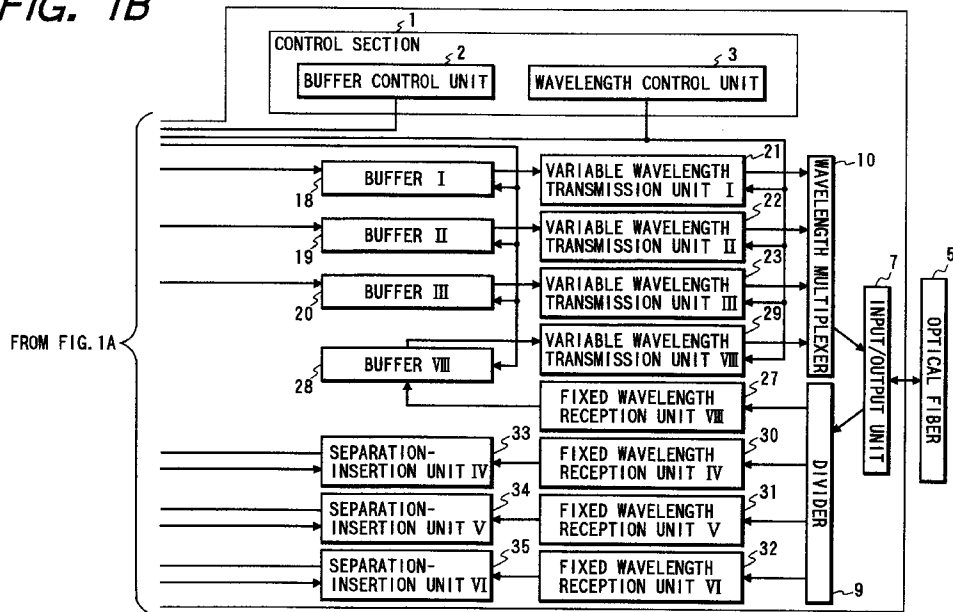 FIG. 1B
1
CONTROL SECTION
2
BUFFER CONTROL UNIT
3
WAVELENGTH CONTROL UNIT
BUFFER I
18
VARIABLE WAVELENGTH
TRANSMISSION UNIT I
21
10
WAVELENGTH MULTIPLEXER
BUFFER II
19
VARIABLE WAVELENGTH
TRANSMISSION UNIT II
22
BUFFER III
20
VARIABLE WAVELENGTH
TRANSMISSION UNIT III
23
7
INPUT/OUTPUT UNIT
5
OPTICAL FIBER
FROM FIG.1A
BUFFER VIII
28
VARIABLE WAVELENGTH
TRANSMISSION UNIT VIII
29
FIXED WAVELENGTH
RECEPTION UNIT VIII
27
SEPARATION-
INSERTION UNIT IV
33
FIXED WAVELENGTH
RECEPTION UNIT IV
30
DIVIDER
SEPARATION-
INSERTION UNIT V
34
FIXED WAVELENGTH
RECEPTION UNIT V
31
SEPARATION-
INSERTION UNIT VI
35
FIXED WAVELENGTH
RECEPTION UNIT VI
32
9